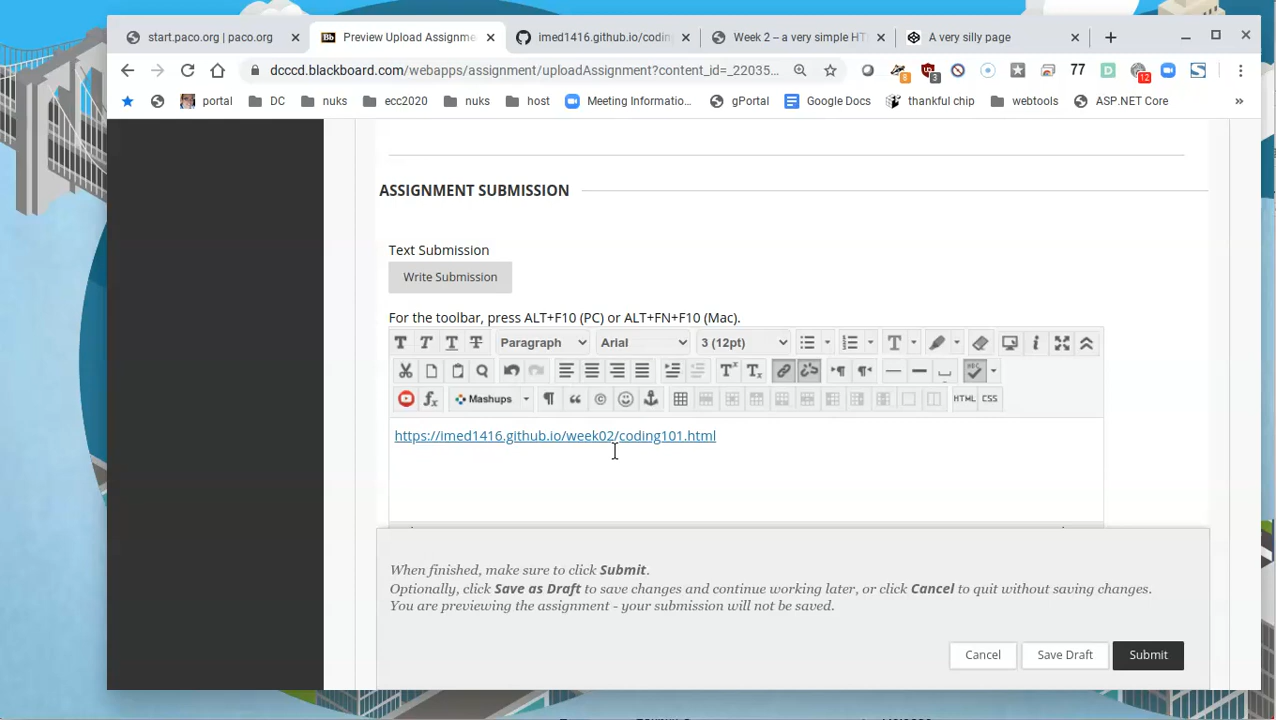 start.paco.org | paco.org
Bb Preview Upload Assignme
imed1416.github.io/coding
Week 2 – a very simple HT
A very silly page
dcccd.blackboard.com/webapps/assignment/uploadAssignment?content_id=_22035...
8
3
77
D
12
portal
DC
nuks
ecc2020
nuks
host
Meeting Informatio...
gPortal
Google Docs
thankful chip
webtools
ASP.NET Core
»
ASSIGNMENT SUBMISSION
Text Submission
Write Submission
For the toolbar, press ALT+F10 (PC) or ALT+FN+F10 (Mac).
T T T T Paragraph Arial 3 (12pt)
Mashups
HTML CSS
https://imed1416.github.io/week02/coding101.html
When finished, make sure to click Submit.
Optionally, click Save as Draft to save changes and continue working later, or click Cancel to quit without saving changes.
You are previewing the assignment - your submission will not be saved.
Cancel
Save Draft
Submit